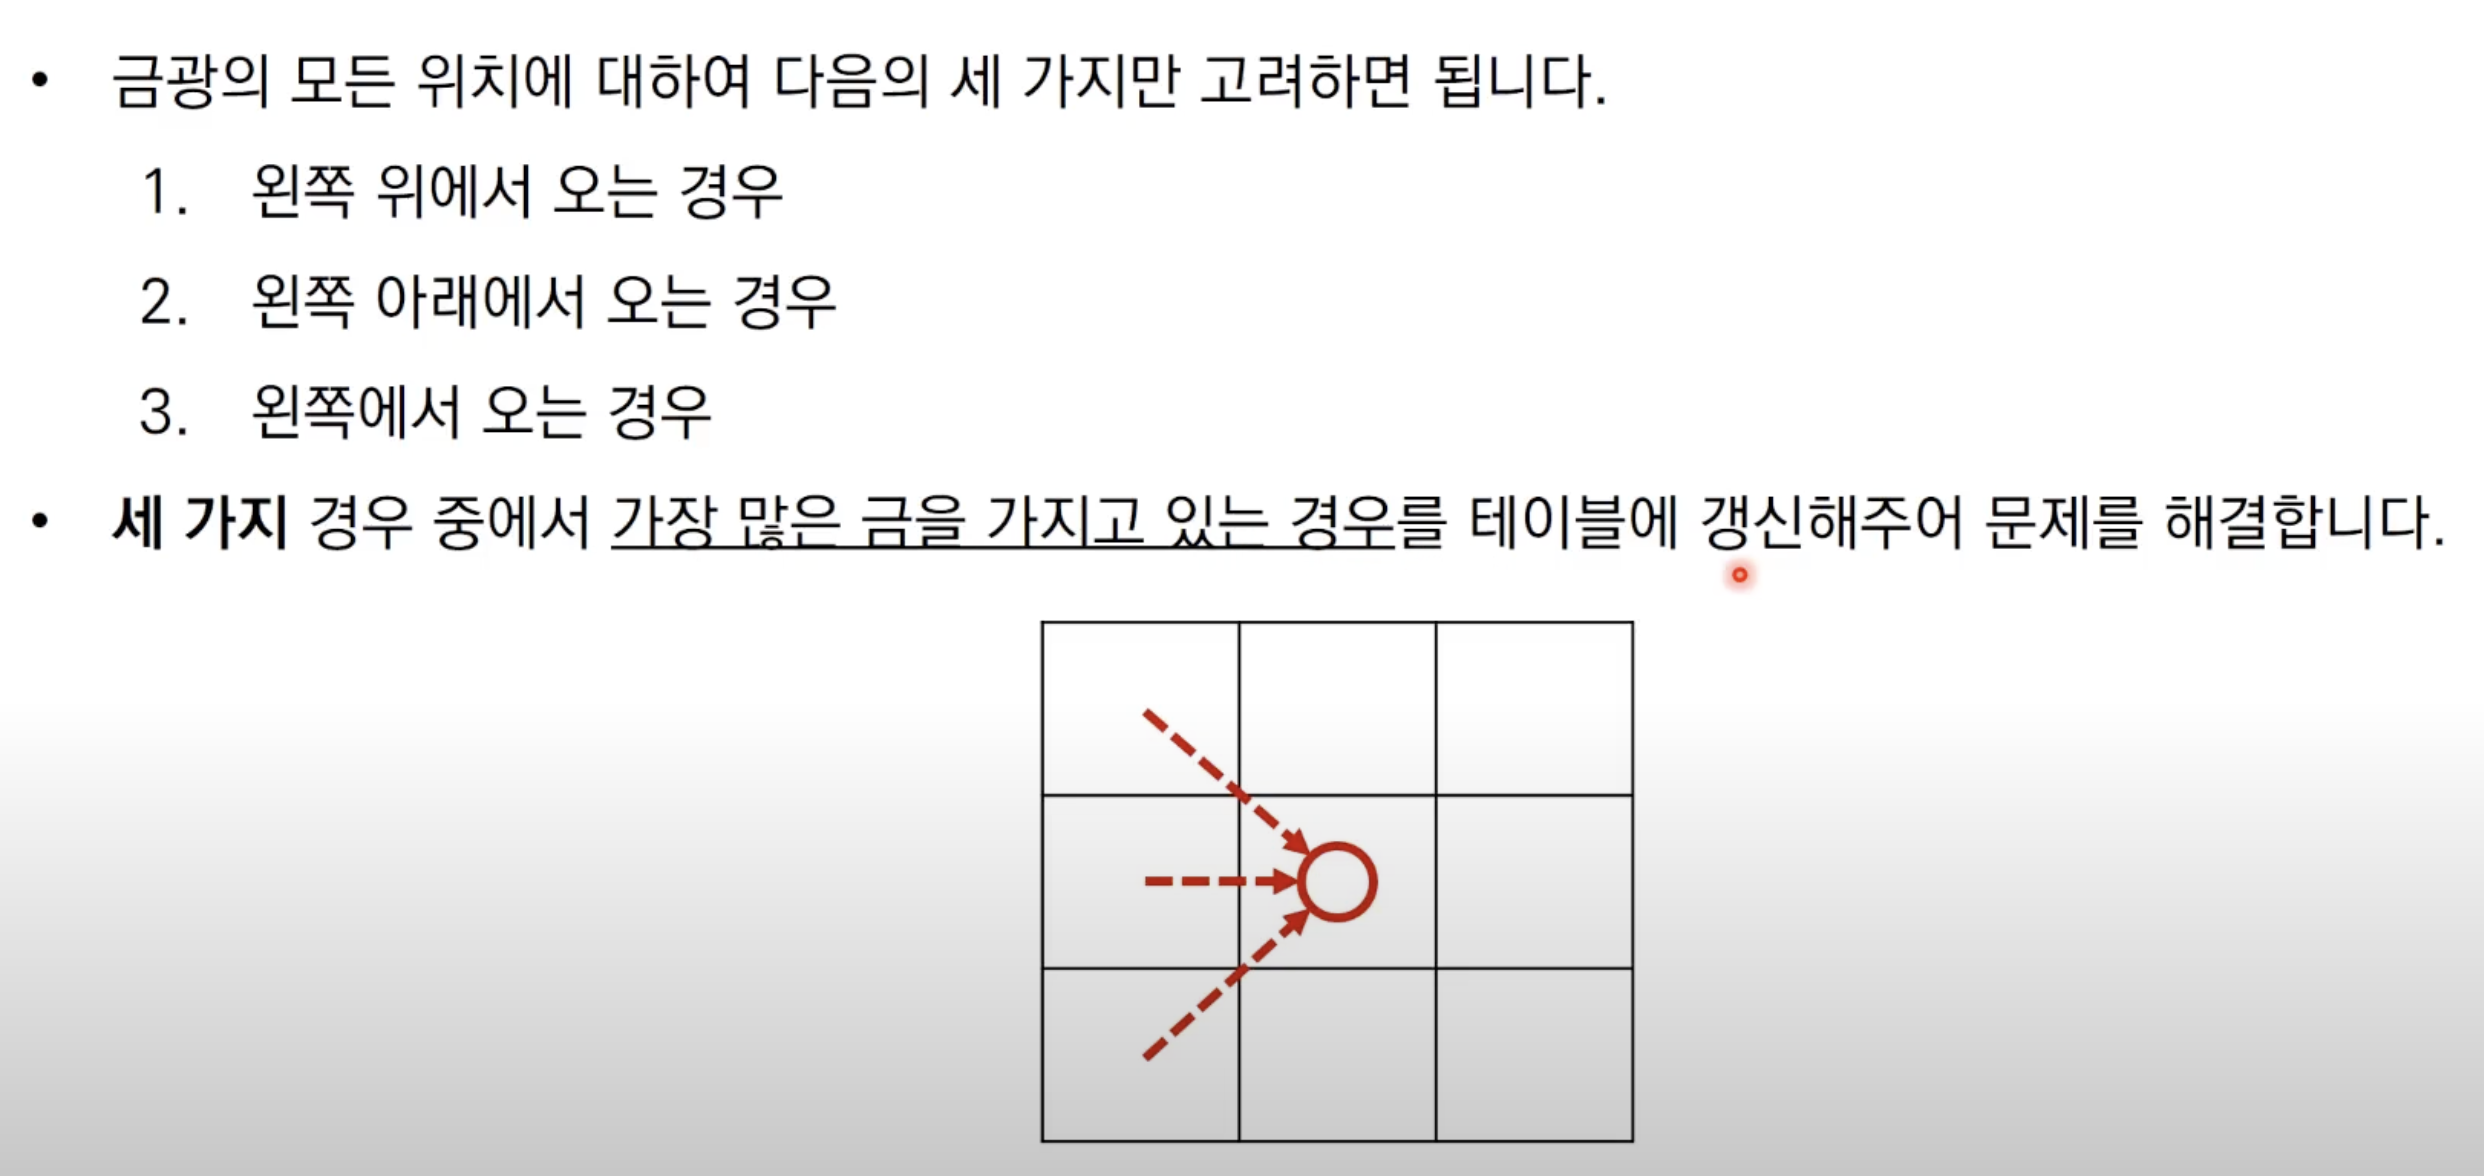 • 금광의 모든 위치에 대하여 다음의 세 가지만 고려하면 됩니다.
1. 왼쪽 위에서 오는 경우
2. 왼쪽 아래에서 오는 경우
3. 왼쪽에서 오는 경우
• 세 가지 경우 중에서 가장 많은 금을 가지고 있는 경우를 테이블에 갱신해주어 문제를 해결합니다.